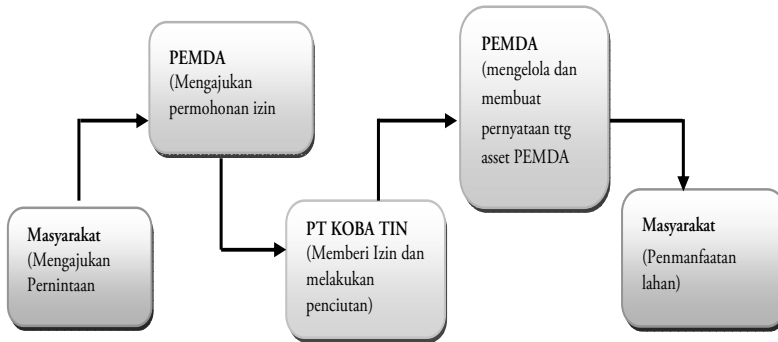 Masyarakat
(Mengajukan
Pernintaan
PEMDA
(Mengajukan
permohonan izin
PT KOBA TIN
(Memberi Izin dan
melakukan
penciutan)
PEMDA
(mengelola dan
membuat
pernyataan ttg
asset PEMDA
Masyarakat
(Penmanfaatan
lahan)